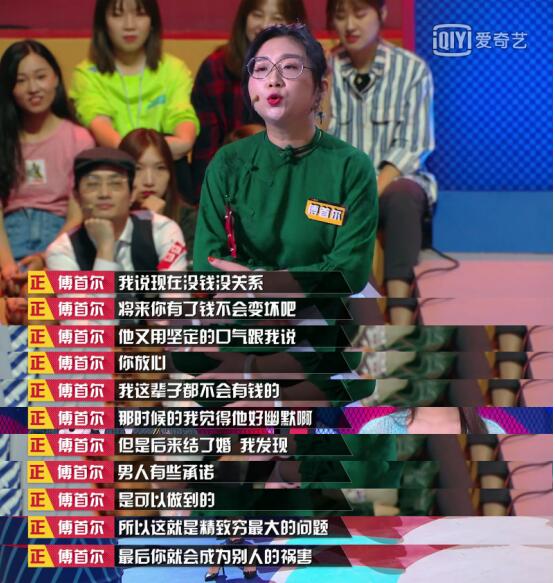 iQIYI 爱奇艺
傅首尔
正 傅首尔 我说现在没钱没关系
正 傅首尔 将来你有了钱不会变坏吧
正 傅首尔 他又用坚定的口气跟我说
正 傅首尔 你放心
正 傅首尔 我这辈子都不会有钱的
正 傅首尔 那时候的我觉得他好幽默啊
正 傅首尔 但是后来结了婚 我发现
正 傅首尔 男人有些承诺
正 傅首尔 是可以做到的
正 傅首尔 所以这就是精致穷最大的问题
正 傅首尔 最后你就会成为别人的祸害